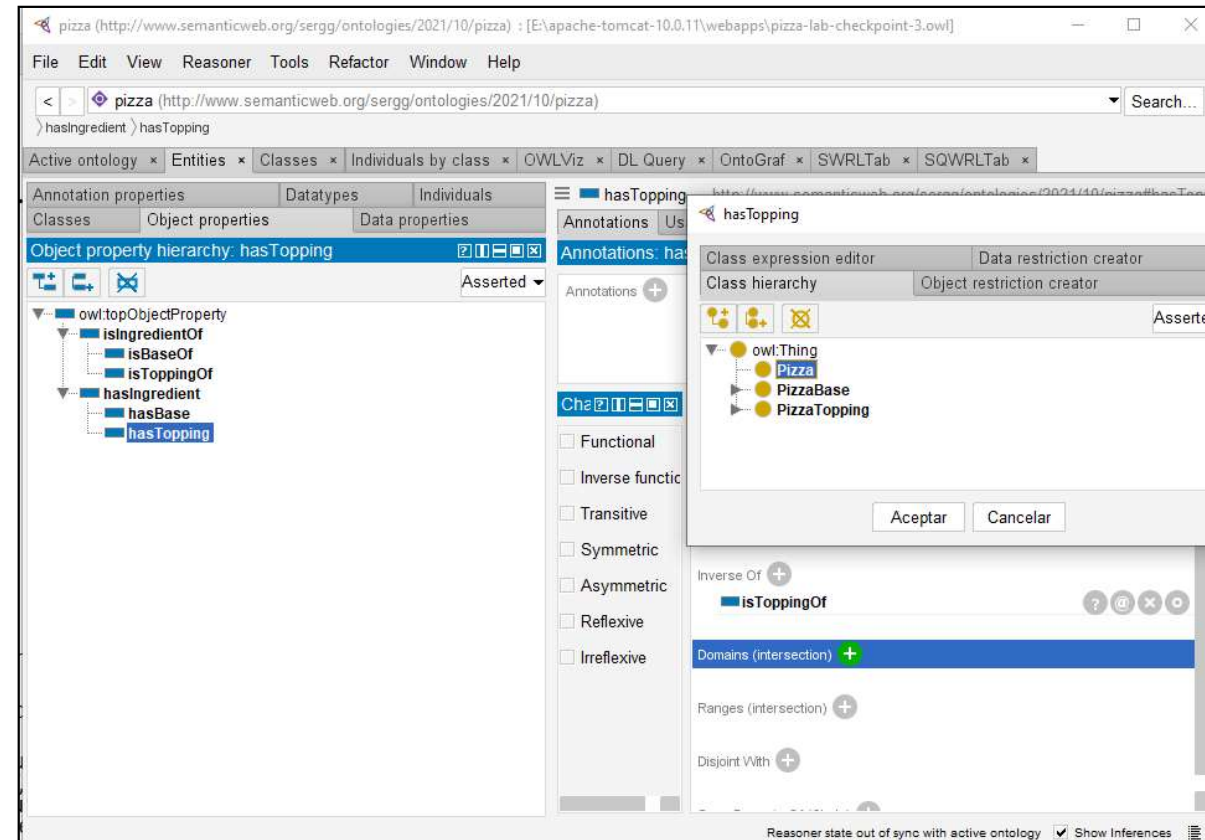 pizza (http://www.semanticweb.org/sergg/ontologies/2021/10/pizza) : [E:\apache-tomcat-10.0.11\webapps\pizza-lab-checkpoint-3.owl]
File Edit View Reasoner Tools Refactor Window Help
< > pizza (http://www.semanticweb.org/sergg/ontologies/2021/10/pizza) Search...
hasIngredient hasTopping
Active ontology × Entities × Classes × Individuals by class × OWLViz × DL Query × OntoGraf × SWRLTab × SQWRLTab ×
Annotation properties Datatypes Individuals
Classes Object properties Data properties
Object property hierarchy: hasTopping
Asserted
owl:topObjectProperty
isIngredientOf
isBaseOf
isToppingOf
hasIngredient
hasBase
hasTopping
hasTopping
Annotations Us
Annotations: has
Annotations
Cha
Functional
Inverse functic
Transitive
Symmetric
Asymmetric
Reflexive
Irreflexive
hasTopping
Class expression editor Data restriction creator
Class hierarchy Object restriction creator
Asserte
owl:Thing
Pizza
PizzaBase
PizzaTopping
Aceptar Cancelar
Inverse Of
isToppingOf
Domains (intersection)
Ranges (intersection)
Disjoint With
Reasoner state out of sync with active ontology Show Inferences